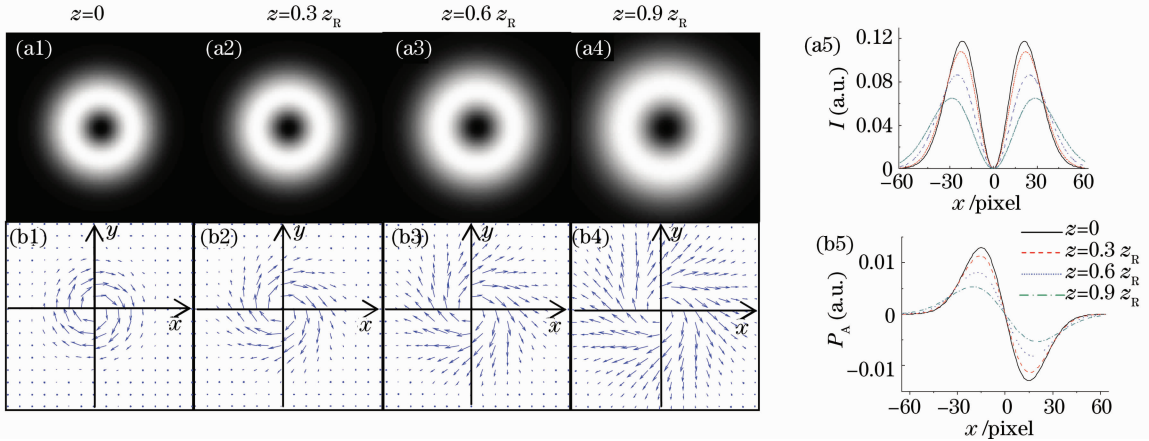 z=0 z=0.3 zR z=0.6 zR z=0.9 zR
(a1) (a2) (a3) (a4)
(b1) y (b2) y (b3) y (b4) y
x x x x
(a5)
I (a.u.)
0.12
0.08
0.04
0
−60 −30 0 30 60
x /pixel
(b5)
PA (a.u.)
0.01
0
−0.01
z=0
z=0.3 zR
z=0.6 zR
z=0.9 zR
−60 −30 0 30 60
x /pixel